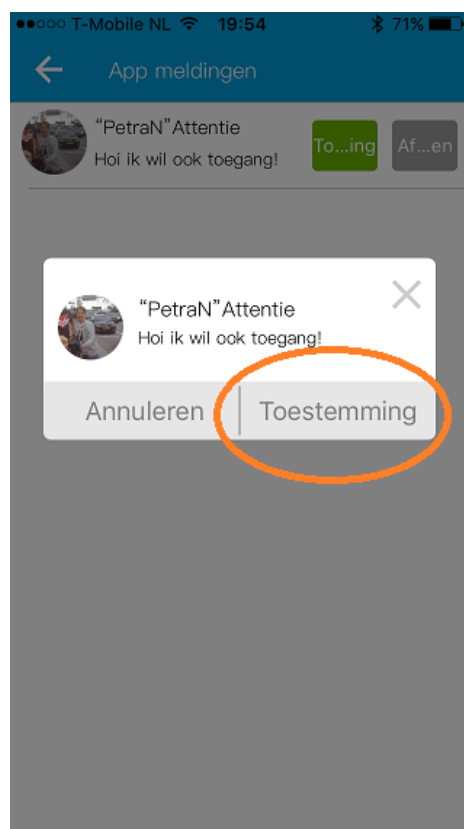 T-Mobile NL 19:54 71%
App meldingen
“PetraN”Attentie
Hoi ik wil ook toegang!
To...ing Af...en
“PetraN”Attentie
Hoi ik wil ook toegang!
Annuleren Toestemming